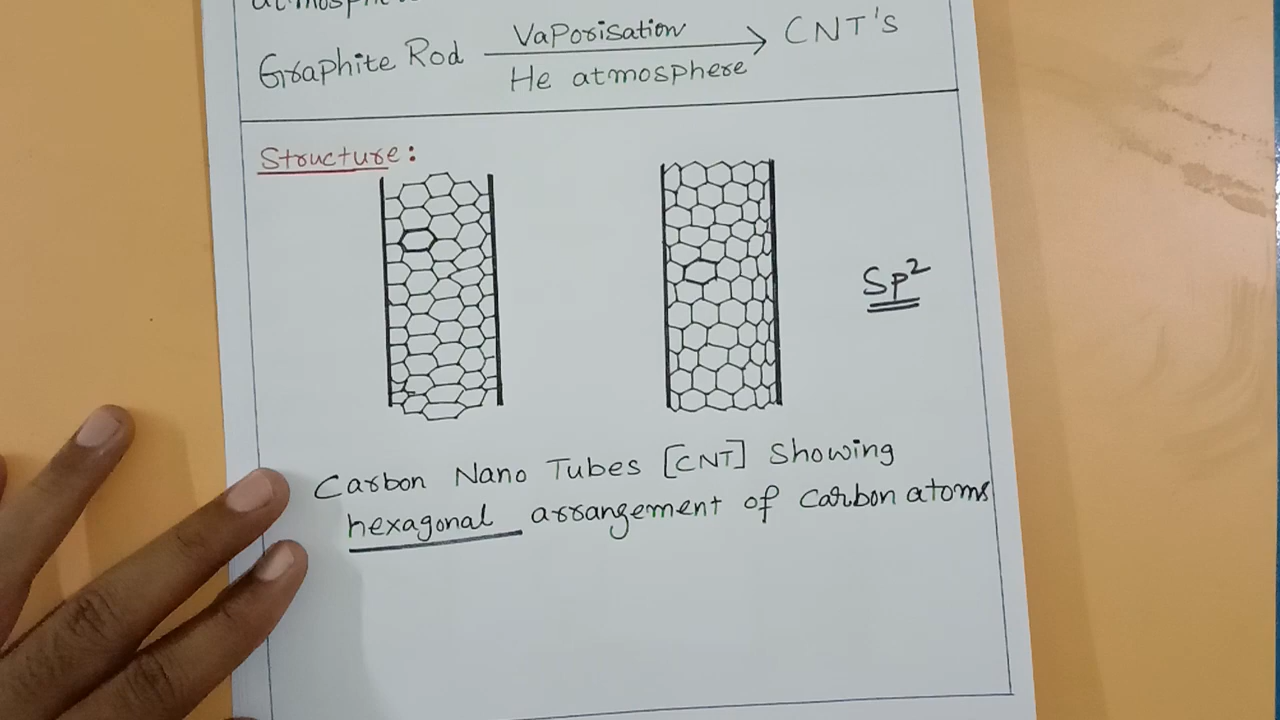 Graphite Rod Vaporisation He atmosphere CNT's
Structure:
Sp²
Carbon Nano Tubes [CNT] Showing
hexagonal arrangement of carbon atoms